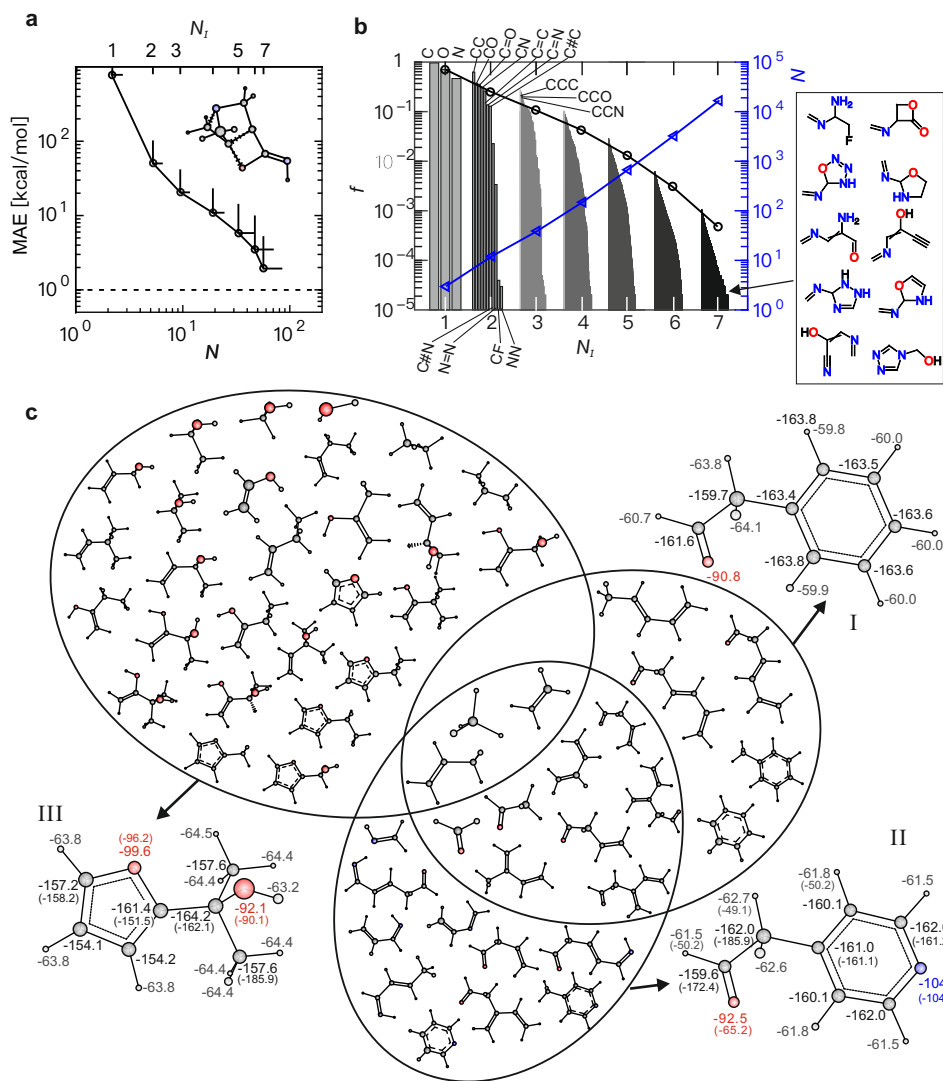 a
N_I
1 2 3 5 7
MAE [kcal/mol]
10^2
10^1
10^0
10^0 10^1 10^2
N
b
C O N CC CO C=O CN C=C C=N C#C
CCC
CCO
CCN
1
10^-1
10^-2
10^-3
10^-4
10^-5
f
10^5
10^4
10^3
10^2
10^1
10^0
N
1 2 3 4 5 6 7
N_I
C#N N=N CF NN
NH2
N
F
N
O
O
O N
N
N
NH
N
O
N
H
NH2
N
O
OH
N
H
N
N
NH
N
O
NH
N
HO
N
N
N
N
N
OH
c
-163.8
-59.8
-60.0
-63.8
-163.5
-159.7
-163.4
-163.6
-60.7
-64.1
-60.0
-161.6
-163.8
-163.6
-90.8
-59.9
-60.0
I
III
-63.8
(-96.2)
-99.6
-64.5
-64.4
-157.6
-64.4
-63.2
-157.2
(-158.2)
-161.4
(-151.5)
-164.2
(-162.1)
-92.1
(-90.1)
-154.1
-154.2
-64.4
-63.8
-64.4
-157.6
(-185.9)
-64.4
-63.8
II
-61.8
(-50.2)
-61.5
-62.7
(-49.1)
-160.1
-61.5
(-50.2)
-162.0
(-185.9)
-162.0
(-161.2
-161.0
(-161.1)
-159.6
(-172.4)
-62.6
-104
(-104
-92.5
(-65.2)
-160.1
-162.0
-61.8
-61.5